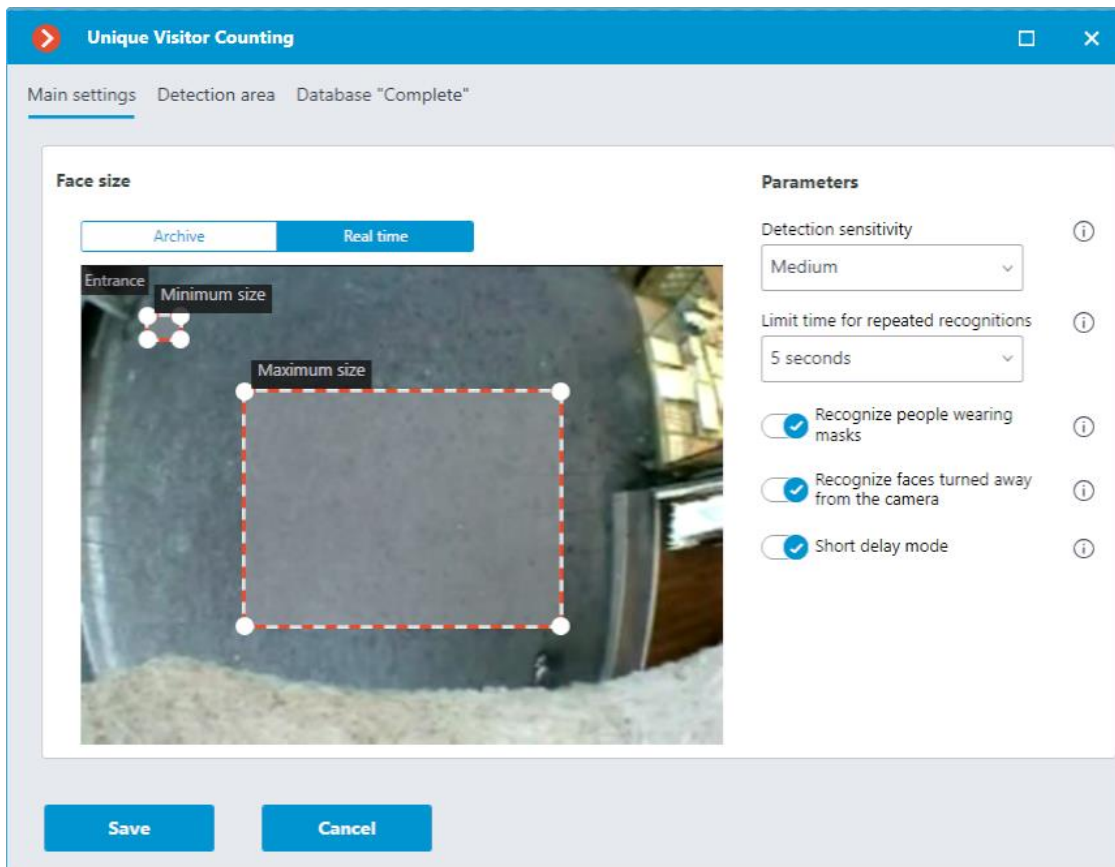 Unique Visitor Counting
Main settings Detection area Database "Complete"
Face size
Archive Real time
Entrance
Minimum size
Maximum size
Parameters
Detection sensitivity
Medium
Limit time for repeated recognitions
5 seconds
Recognize people wearing
masks
Recognize faces turned away
from the camera
Short delay mode
Save Cancel